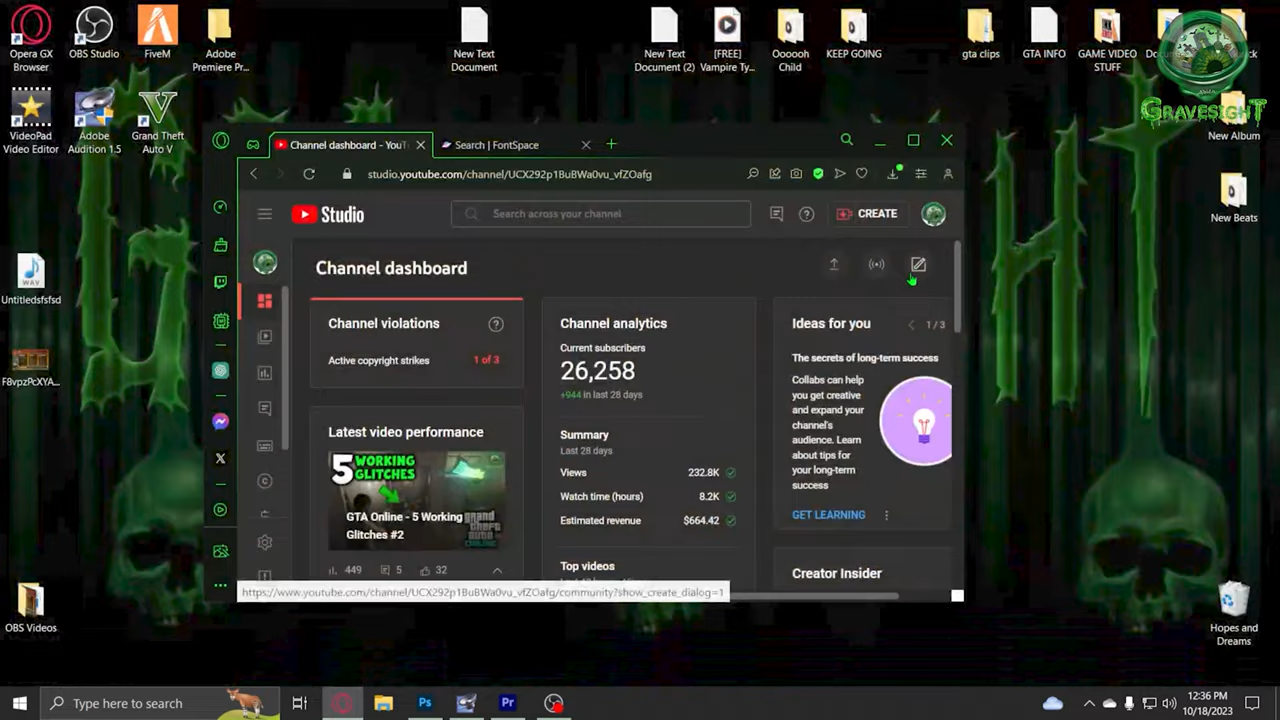 Opera GX
Browser
OBS Studio
FiveM
Adobe
Premiere Pr...
New Text
Document
New Text
Document (2)
[FREE]
Vampire Ty...
Ooooh
Child
KEEP GOING
gta clips
GTA INFO
GAME VIDEO
STUFF
GRAVESIGHT
VideoPad
Video Editor
Adobe
Audition 1.5
Grand Theft
Auto V
New Album
Channel dashboard - YouT
Search | FontSpace
studio.youtube.com/channel/UCX292p1BuBWa0vu_vfZOafg
New Beats
Studio
Search across your channel
CREATE
Channel dashboard
WAV
Untitledsfsfsd
Channel violations
Active copyright strikes
1 of 3
Channel analytics
Current subscribers
26,258
+944 in last 28 days
Ideas for you
1 / 3
The secrets of long-term success
Collabs can help
you get creative
and expand your
channel's
audience. Learn
about tips for
your long-term
success
GET LEARNING
F8vpzPcXYA...
Latest video performance
5 WORKING
GLITCHES
GTA Online - 5 Working
Glitches #2
grand
theft
auto
ONLINE
449
5
32
Summary
Last 28 days
Views
232.8K
Watch time (hours)
8.2K
Estimated revenue
$664.42
Top videos
Creator Insider
https://www.youtube.com/channel/UCX292p1BuBWa0vu_vfZOafg/community?show_create_dialog=1
OBS Videos
Hopes and
Dreams
Type here to search
Ps
Pr
12:36 PM
10/18/2023